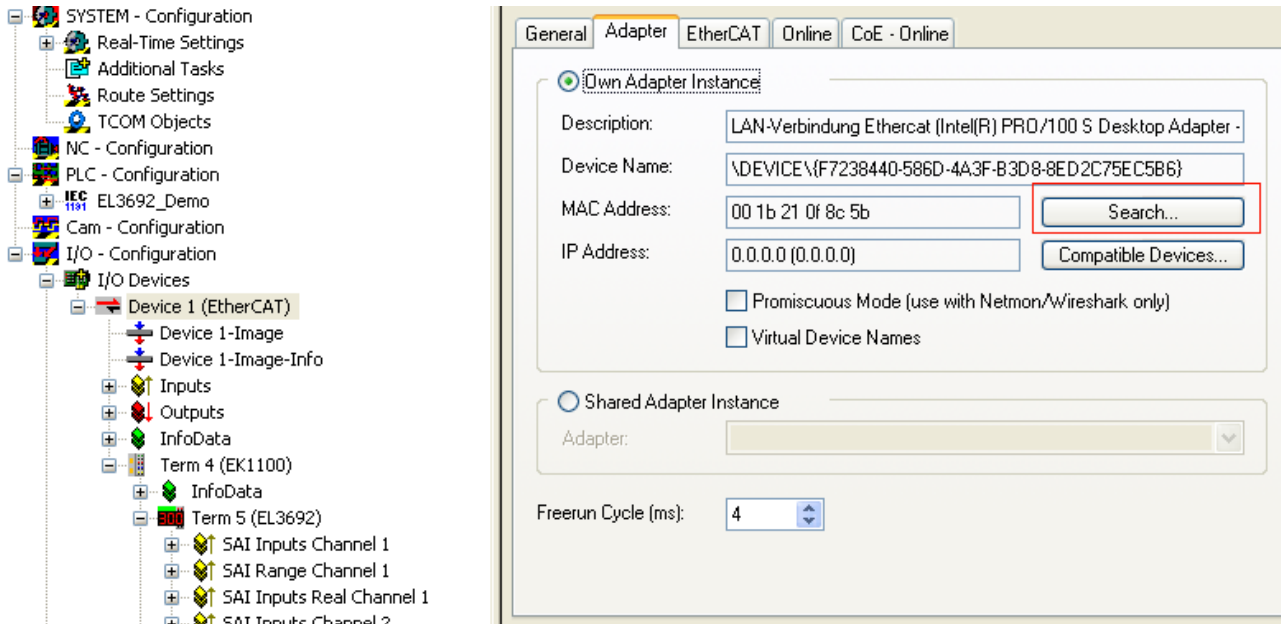 SYSTEM - Configuration
Real-Time Settings
Additional Tasks
Route Settings
TCOM Objects
NC - Configuration
PLC - Configuration
IEC
1131
EL3692_Demo
Cam - Configuration
I/O - Configuration
I/O Devices
Device 1 (EtherCAT)
Device 1-Image
Device 1-Image-Info
Inputs
Outputs
InfoData
Term 4 (EK1100)
InfoData
Term 5 (EL3692)
SAI Inputs Channel 1
SAI Range Channel 1
SAI Inputs Real Channel 1
SAI Inputs Channel 2
General Adapter EtherCAT Online CoE - Online
Own Adapter Instance
Description: LAN-Verbindung Ethercat (Intel(R) PRO/100 S Desktop Adapter -
Device Name: \DEVICE\{F7238440-586D-4A3F-B3D8-8ED2C75EC5B6}
MAC Address: 00 1b 21 0f 8c 5b Search...
IP Address: 0.0.0.0 (0.0.0.0) Compatible Devices...
Promiscuous Mode (use with Netmon/Wireshark only)
Virtual Device Names
Shared Adapter Instance
Adapter:
Freerun Cycle (ms): 4